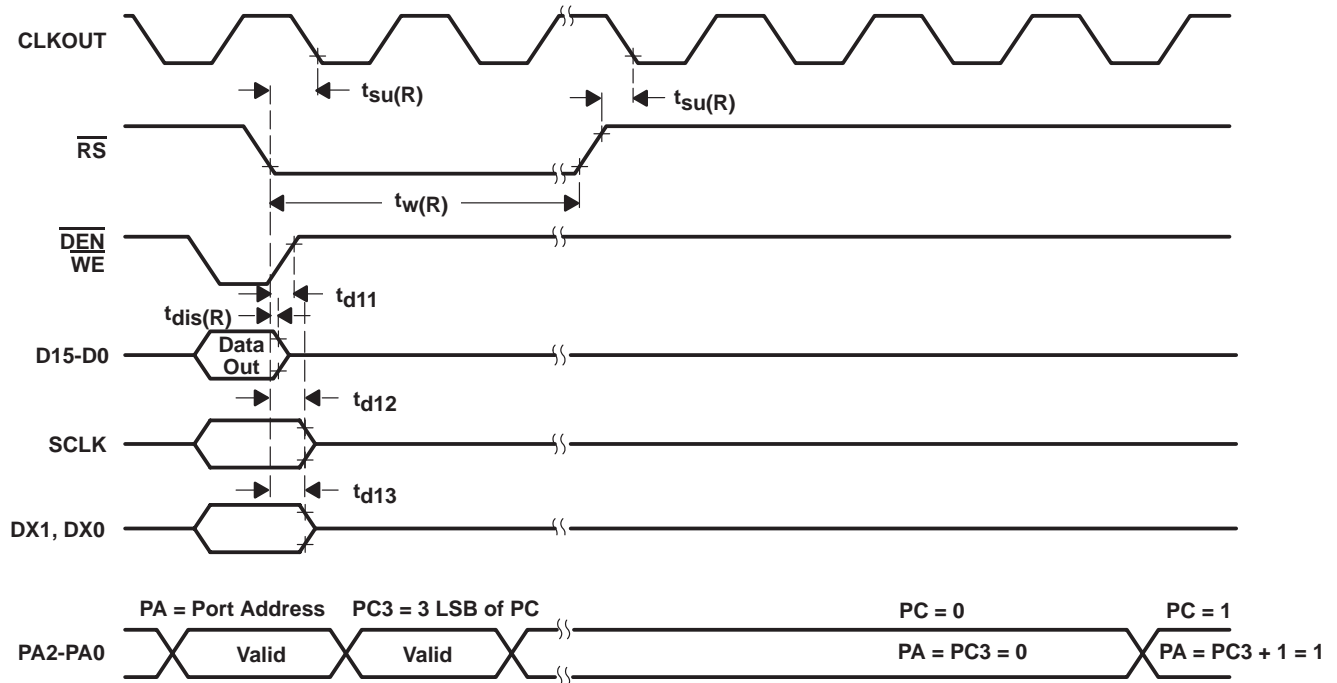 CLKOUT
tsu(R)
tsu(R)
RS
tw(R)
DEN
WE
td11
tdis(R)
D15-D0
Data
Out
td12
SCLK
td13
DX1, DX0
PA = Port Address
PC3 = 3 LSB of PC
PC = 0
PC = 1
PA2-PA0
Valid
Valid
PA = PC3 = 0
PA = PC3 + 1 = 1